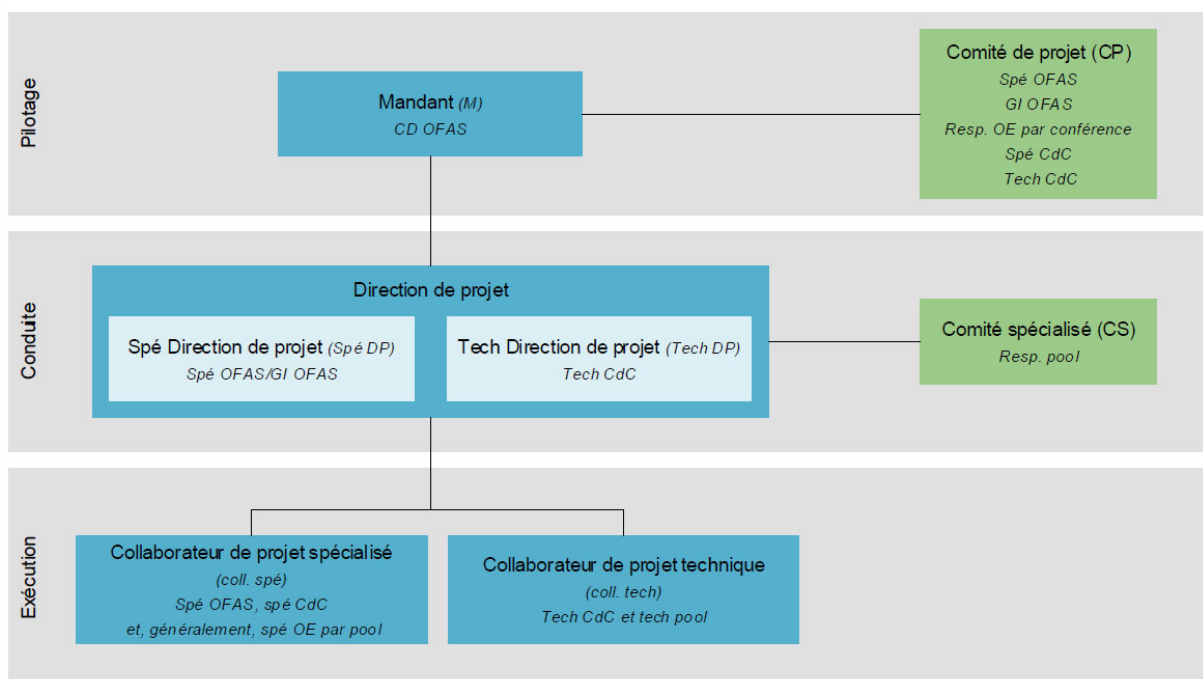 Pilotage
Mandant (M)
CD OFAS
Comité de projet (CP)
Spé OFAS
GI OFAS
Resp. OE par conférence
Spé CdC
Tech CdC
Conduite
Direction de projet
Spé Direction de projet (Spé DP)
Spé OFAS/GI OFAS
Tech Direction de projet (Tech DP)
Tech CdC
Comité spécialisé (CS)
Resp. pool
Exécution
Collaborateur de projet spécialisé
(coll. spé)
Spé OFAS, spé CdC
et, généralement, spé OE par pool
Collaborateur de projet technique
(coll. tech)
Tech CdC et tech pool